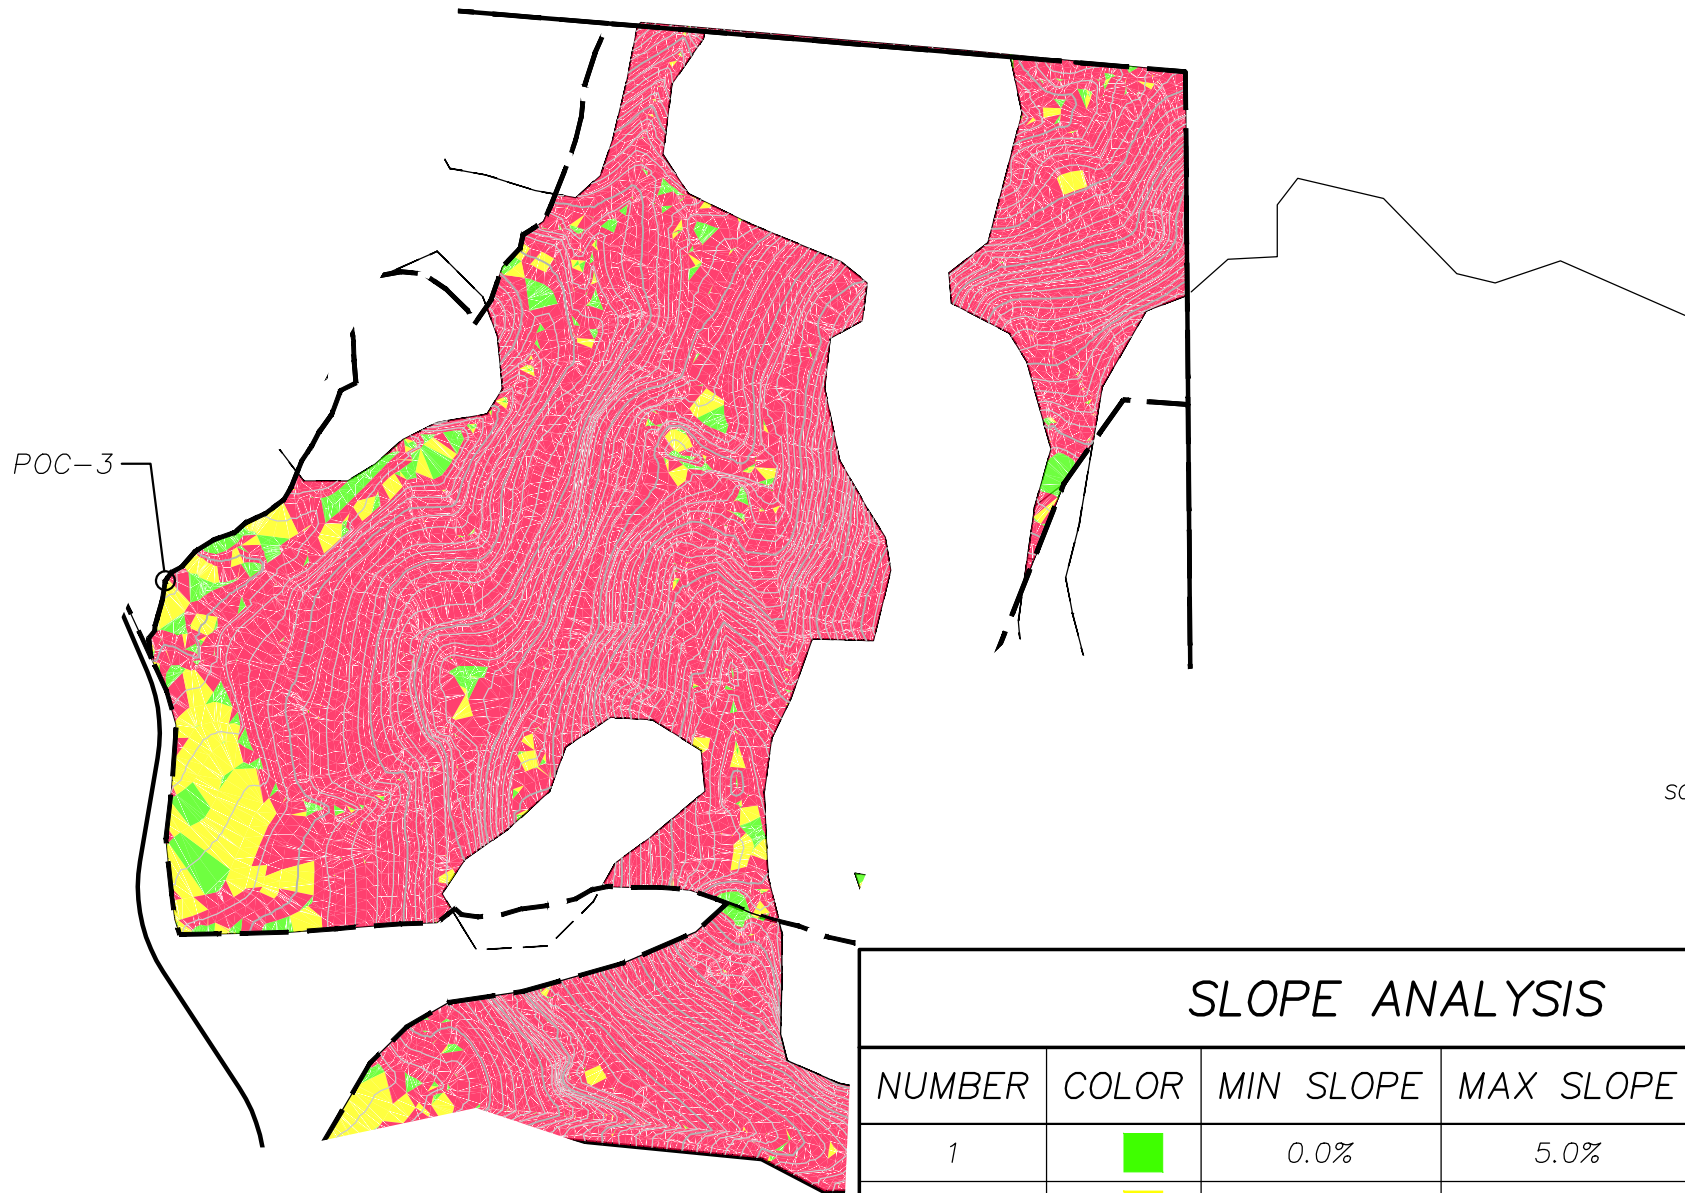 POC-3
SLOPE ANALYSIS
NUMBER COLOR MIN SLOPE MAX SLOPE
1 0.0% 5.0%